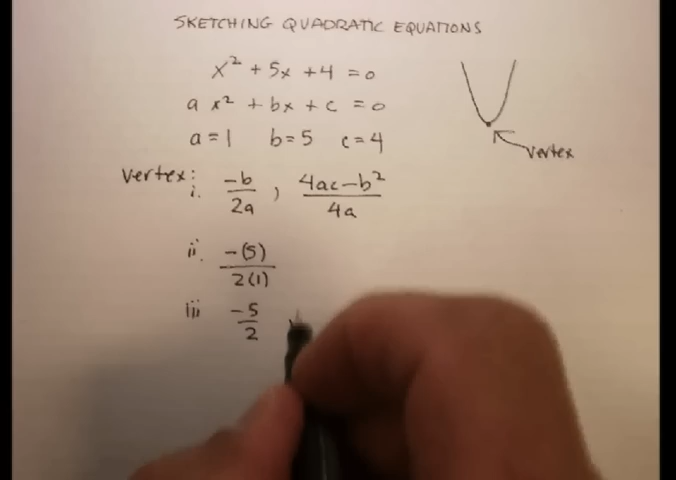 SKETCHING QUADRATIC EQUATIONS
x² + 5x + 4 = 0
a x² + bx + c = 0
a = 1 b = 5 c = 4
vertex
vertex:
i. -b/2a , 4ac-b²/4a
ii. -(5)/2(1)
iii -5/2